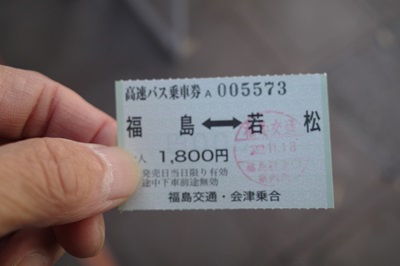 高速バス乗車券 A 005573
福島↔若松
人 1,800円
発売日当日限り有効
途中下車前途無効
福島交通・会津乗合